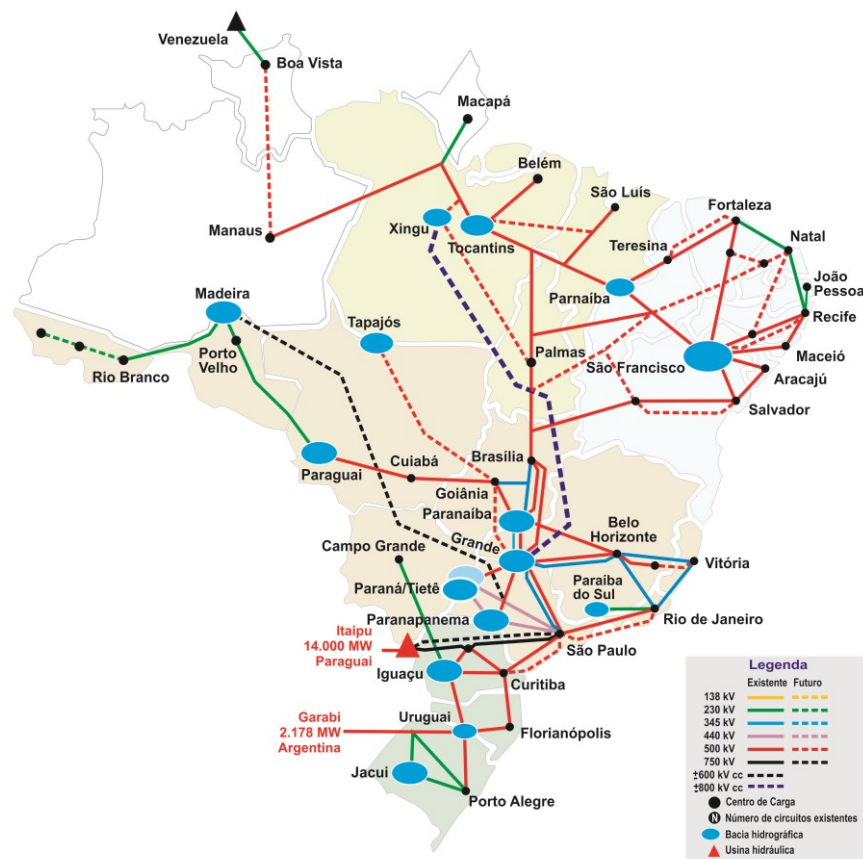 Venezuela
Boa Vista
Macapá
Belém
São Luís
Fortaleza
Xingu
Tocantins
Teresina
Natal
Manaus
João
Pessoa
Madeira
Parnaíba
Recife
Tapajós
Porto
Velho
Palmas
São Francisco
Maceió
Rio Branco
Aracajú
Salvador
Brasília
Cuiabá
Paraguai
Goiânia
Paranaíba
Belo
Horizonte
Grande
Campo Grande
Vitória
Paraíba
do Sul
Paraná/Tietê
Paranapanema
Rio de Janeiro
Itaipu
14.000 MW
Paraguai
São Paulo
Iguaçu
Curitiba
Garabi
2.178 MW
Argentina
Uruguai
Florianópolis
Jacui
Porto Alegre
Legenda
Existente Futuro
138 kV
230 kV
345 kV
440 kV
500 kV
750 kV
±600 kV cc
±800 kV cc
Centro de Carga
N Número de circuitos existentes
Bacia hidrográfica
Usina hidráulica